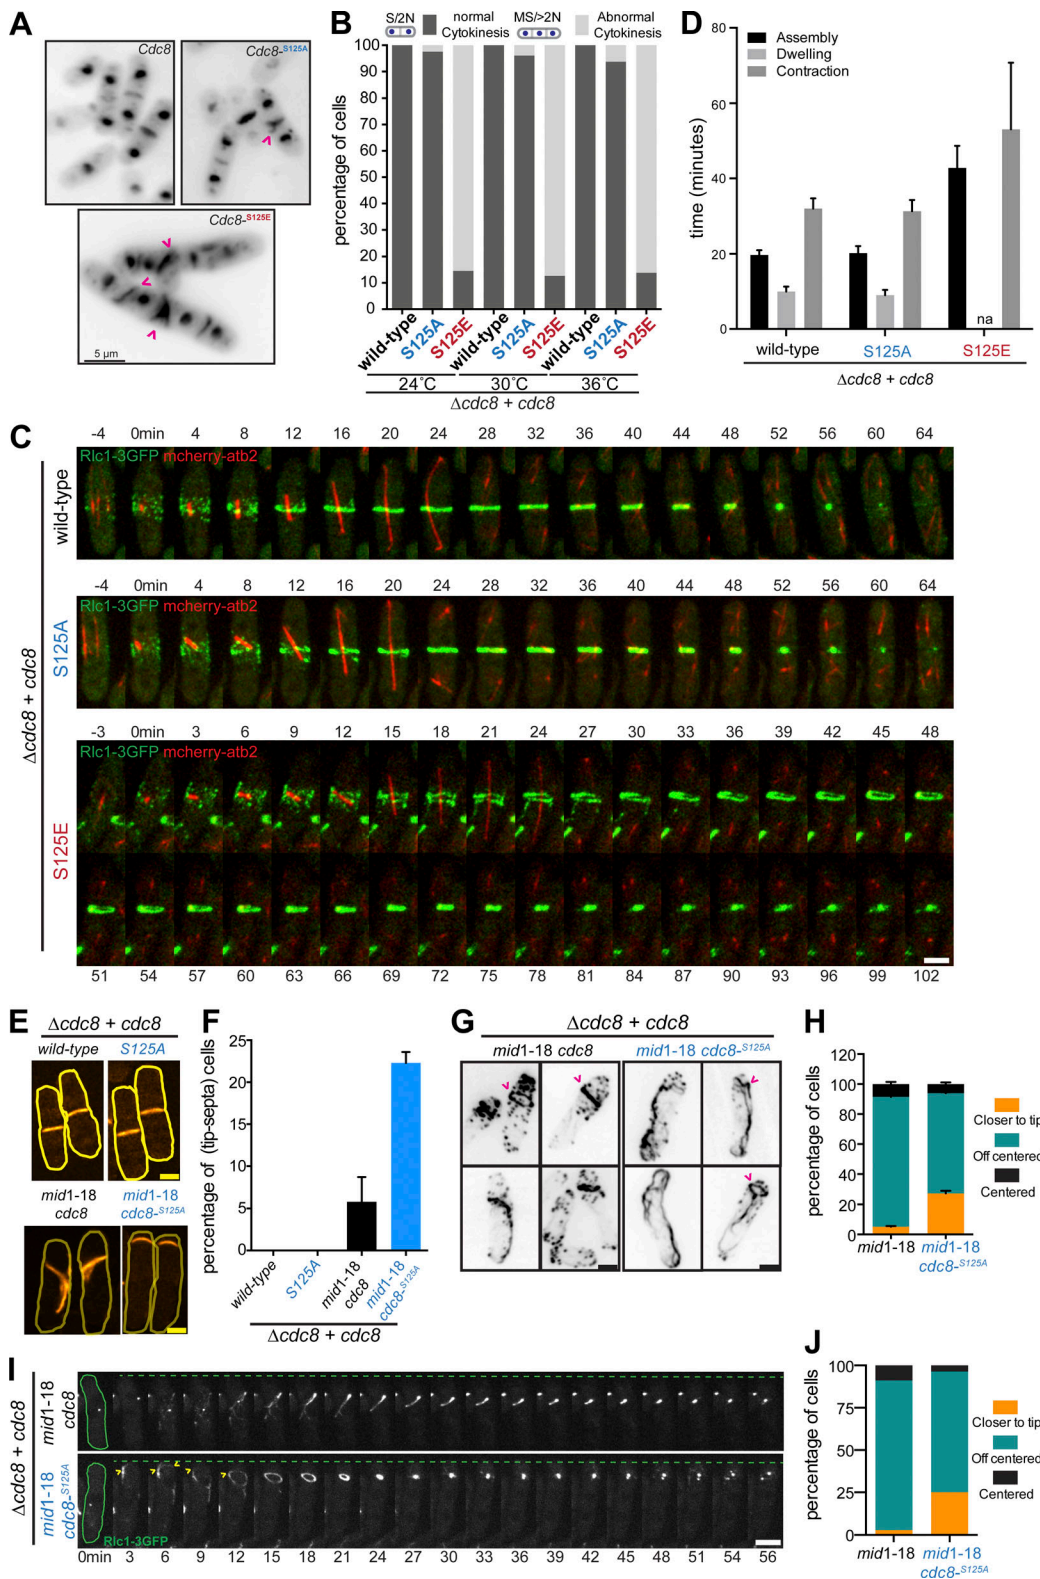 A
Cdc8
Cdc8-S125A
Cdc8-S125E
5 µm
B
S/2N
normal Cytokinesis
MS/>2N
Abnormal Cytokinesis
percentage of cells
100
90
80
70
60
50
40
30
20
10
0
wild-type S125A S125E wild-type S125A S125E wild-type S125A S125E
24°C 30°C 36°C
Δcdc8 + cdc8
D
Assembly
Dwelling
Contraction
time (minutes)
80
60
40
20
0
na
wild-type S125A S125E
Δcdc8 + cdc8
C
Δcdc8 + cdc8
-4 0min 4 8 12 16 20 24 28 32 36 40 44 48 52 56 60 64
wild-type
Rlc1-3GFP mcherry-atb2
-4 0min 4 8 12 16 20 24 28 32 36 40 44 48 52 56 60 64
S125A
Rlc1-3GFP mcherry-atb2
-3 0min 3 6 9 12 15 18 21 24 27 30 33 36 39 42 45 48
S125E
Rlc1-3GFP mcherry-atb2
51 54 57 60 63 66 69 72 75 78 81 84 87 90 93 96 99 102
E
Δcdc8 + cdc8
wild-type S125A
mid1-18 cdc8
mid1-18 cdc8-S125A
F
percentage of (tip-septa) cells
25
20
15
10
5
0
wild-type
S125A
mid1-18 cdc8
mid1-18 cdc8-S125A
Δcdc8 + cdc8
G
Δcdc8 + cdc8
mid1-18 cdc8 mid1-18 cdc8-S125A
H
percentage of cells
120
100
80
60
40
20
0
Closer to tip
Off centered
Centered
mid1-18
mid1-18 cdc8-S125A
I
Δcdc8 + cdc8
mid1-18 cdc8
mid1-18 cdc8-S125A
Rlc1-3GFP
0min 3 6 9 12 15 18 21 24 27 30 33 36 39 42 45 48 51 54 56
J
percentage of cells
100
75
50
25
0
Closer to tip
Off centered
Centered
mid1-18
mid1-18 cdc8-S125A